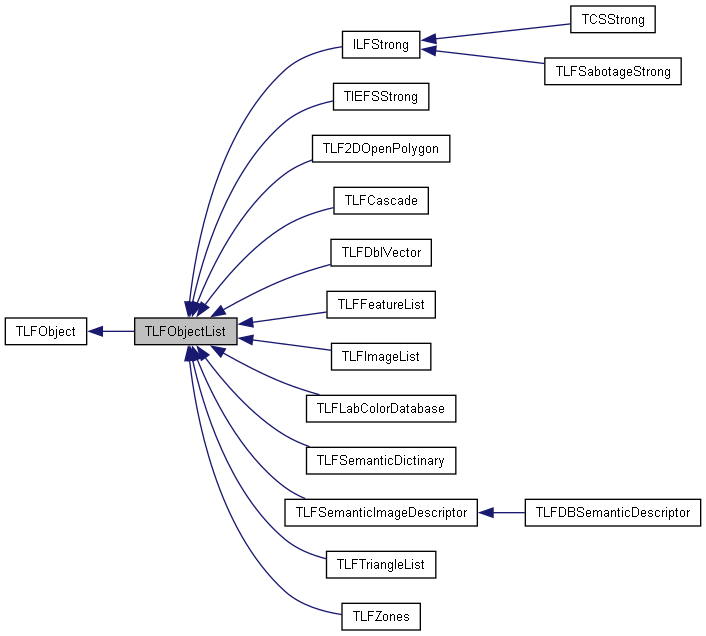 TCSStrong
ILFStrong
TLFSabotageStrong
TIEFSStrong
TLF2DOpenPolygon
TLFCascade
TLFDblVector
TLFFeatureList
TLFObject
TLFObjectList
TLFImageList
TLFLabColorDatabase
TLFSemanticDictinary
TLFSemanticImageDescriptor
TLFDBSemanticDescriptor
TLFTriangleList
TLFZones